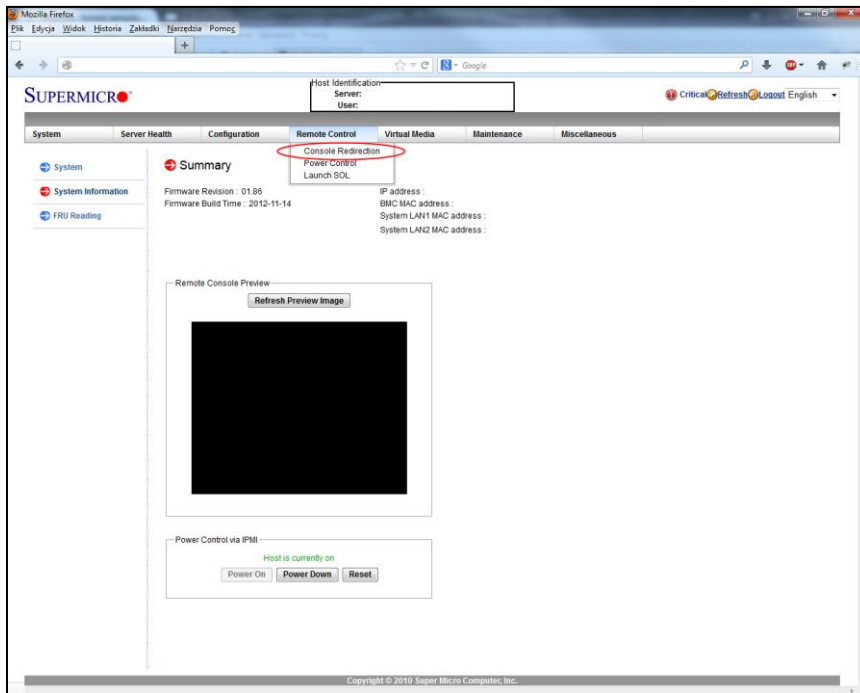 Mozilla Firefox
Plik Edycja Widok Historia Zakładki Narzędzia Pomoc
+
Google
SUPERMICRO
Host Identification
Server:
User:
Critical Refresh Logout English
System Server Health Configuration Remote Control Virtual Media Maintenance Miscellaneous
Console Redirection
Power Control
Launch SOL
System
System Information
FRU Reading
Summary
Firmware Revision : 01.86
Firmware Build Time : 2012-11-14
IP address :
BMC MAC address :
System LAN1 MAC address :
System LAN2 MAC address :
Remote Console Preview
Refresh Preview Image
Power Control via IPMI
Host is currently on
Power On Power Down Reset
Copyright © 2010 Super Micro Computer, Inc.